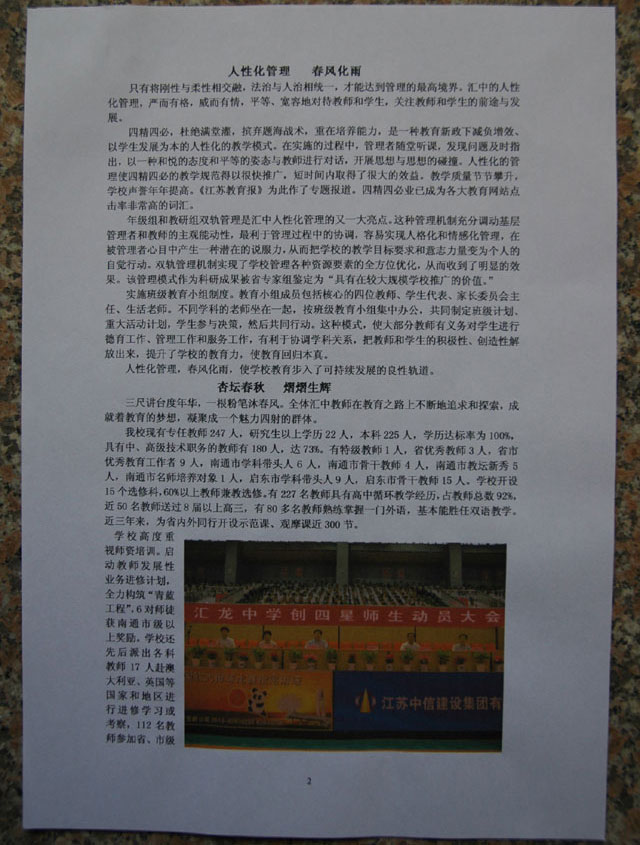 人性化管理 春风化雨
只有将刚性与柔性相交融，法治与人治相统一，才能达到管理的最高境界。汇中的人性
化管理，严而有格，威而有情，平等、宽容地对待教师和学生，关注教师和学生的前途与发
展。
四精四必，杜绝满堂灌，摈弃题海战术，重在培养能力，是一种教育新政下减负增效、
以学生发展为本的人性化的教学模式。在实施的过程中，管理者随堂听课，发现问题及时指
出，以一种和悦的态度和平等的姿态与教师进行对话，开展思想与思想的碰撞。人性化的管
理使四精四必的教学规范得以很快推广，短时间内取得了很大的效益。教学质量节节攀升，
学校声誉年年提高。《江苏教育报》为此作了专题报道。四精四必业已成为各大教育网站点
击率非常高的词汇。
年级组和教研组双轨管理是汇中人性化管理的又一大亮点。这种管理机制充分调动基层
管理者和教师的主观能动性，最利于管理过程中的协调，容易实现人格化和情感化管理，在
被管理者心目中产生一种潜在的说服力，从而把学校的教学目标要求和意志力量变为个人的
自觉行动。双轨管理机制实现了学校管理各种资源要素的全方位优化，从而收到了明显的效
果。该管理模式作为科研成果被省专家组鉴定为“具有在较大规模学校推广的价值。”
实施班级教育小组制度。教育小组成员包括核心的四位教师、学生代表、家长委员会主
任、生活老师。不同学科的老师坐在一起，按班级教育小组集中办公，共同制定班级计划、
重大活动计划，学生参与决策，然后共同行动。这种模式，使大部分教师有义务对学生进行
德育工作、管理工作和服务工作，有利于协调学科关系，把教师和学生的积极性、创造性解
放出来，提升了学校的教育力，使教育回归本真。
人性化管理，春风化雨，使学校教育步入了可持续发展的良性轨道。
杏坛春秋 熠熠生辉
三尺讲台度年华，一根粉笔沐春风。全体汇中教师在教育之路上不断地追求和探索，成
就着教育的梦想，凝聚成一个魅力四射的群体。
我校现有专任教师 247 人，研究生以上学历 22 人，本科 225 人，学历达标率为 100%，
具有中、高级技术职务的教师有 180 人，达 73%。有特级教师 1 人，省优秀教师 3 人，省市
优秀教育工作者 9 人，南通市学科带头人 6 人，南通市骨干教师 4 人，南通市教坛新秀 5
人，南通市名师培养对象 1 人，启东市学科带头人 9 人，启东市骨干教师 15 人。学校开设
15 个选修科，60%以上教师兼教选修。有 227 名教师具有高中循环教学经历，占教师总数 92%，
近 50 名教师送过 8 届以上高三，有 80 多名教师熟练掌握一门外语，基本能胜任双语教学。
近三年来，为省内外同行开设示范课、观摩课近 300 节。
学校高度重
视师资培训。启
动教师发展性
业务进修计划，
全力构筑“青蓝
工程”，6 对师徒
获南通市级以
上奖励。学校还
先后派出各科
教师 17 人赴澳
大利亚、英国等
国家和地区进
行进修学习或
考察，112 名教
师参加省、市级
汇龙中学创四星师生动员大会
江苏中信建设集团有
2